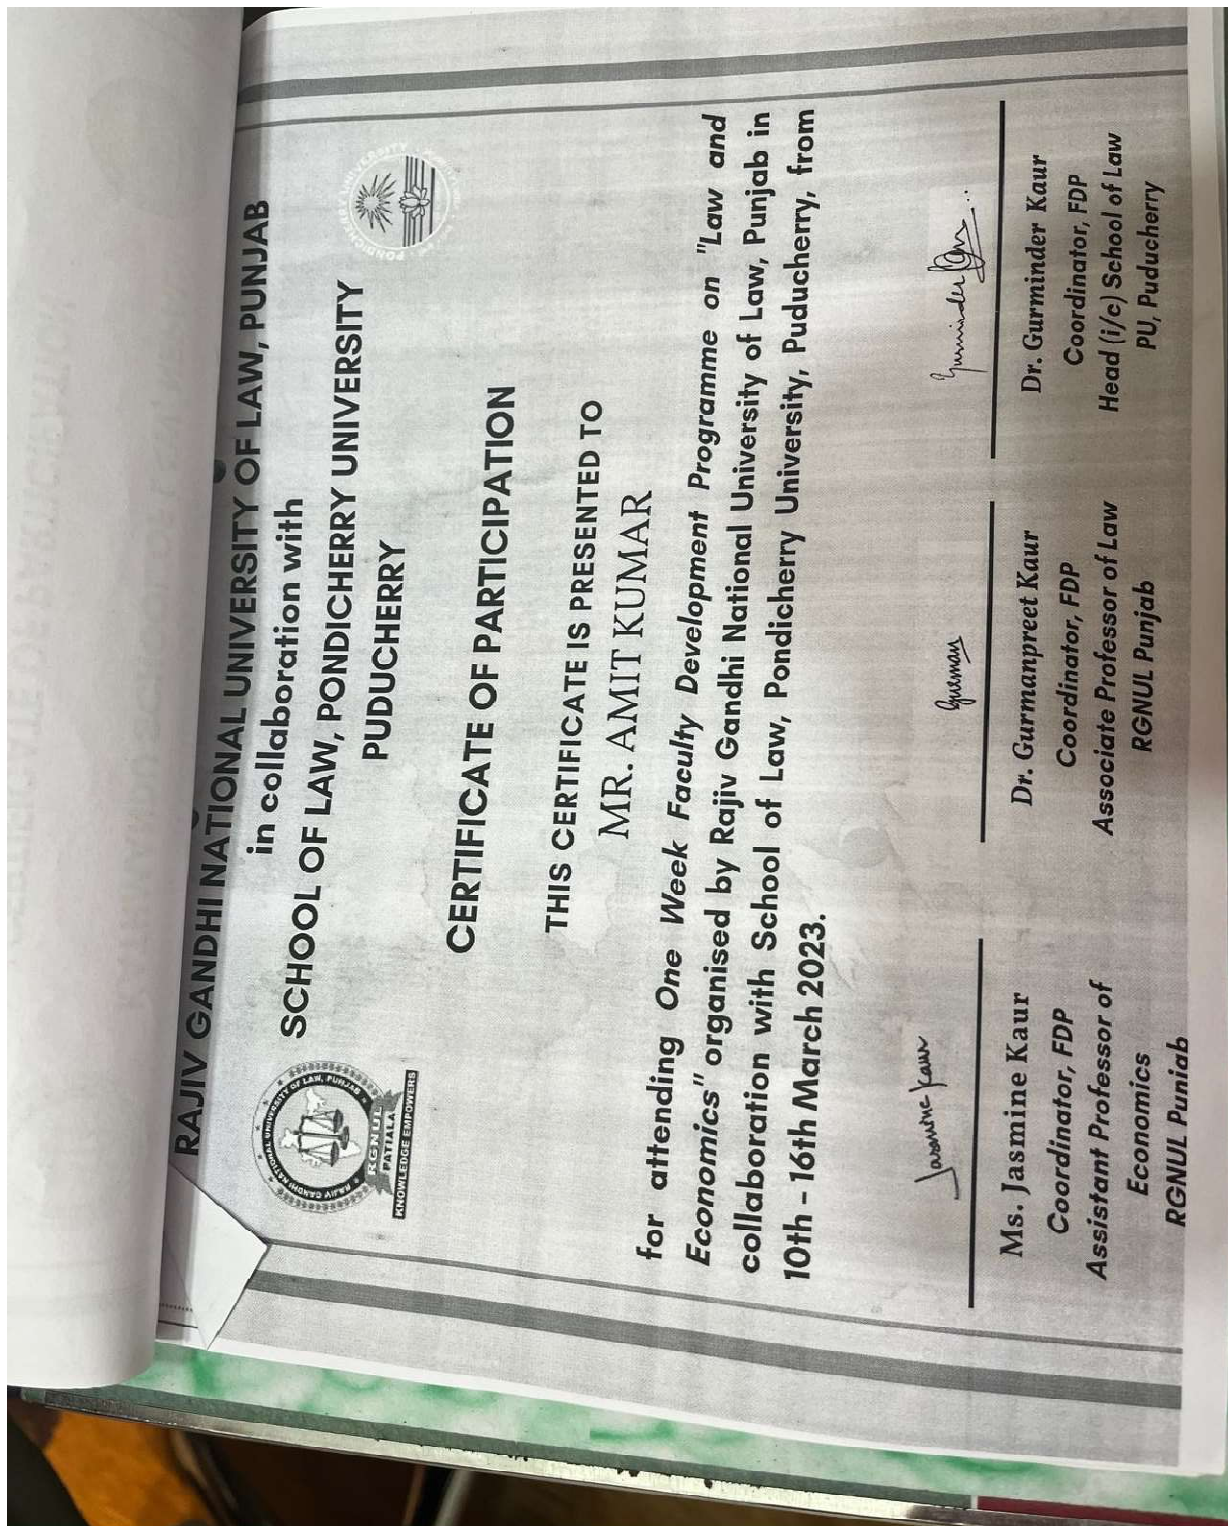 RAJIV GANDHI NATIONAL UNIVERSITY OF LAW, PUNJAB
in collaboration with
SCHOOL OF LAW, PONDICHERRY UNIVERSITY
PUDUCHERRY
RAJIV GANDHI NATIONAL UNIVERSITY OF LAW, PUNJAB
RGNUL
PATIALA
KNOWLEDGE EMPOWERS
PONDICHERRY UNIVERSITY
CERTIFICATE OF PARTICIPATION
THIS CERTIFICATE IS PRESENTED TO
MR. AMIT KUMAR
for attending One Week Faculty Development Programme on "Law and
Economics" organised by Rajiv Gandhi National University of Law, Punjab in
collaboration with School of Law, Pondicherry University, Puducherry, from
10th - 16th March 2023.
Jasmine Kaur
Ms. Jasmine Kaur
Coordinator, FDP
Assistant Professor of
Economics
RGNUL Punjab
Gurman
Dr. Gurmanpreet Kaur
Coordinator, FDP
Associate Professor of Law
RGNUL Punjab
Gurminder Kaur
Dr. Gurminder Kaur
Coordinator, FDP
Head (i/c) School of Law
PU, Puducherry